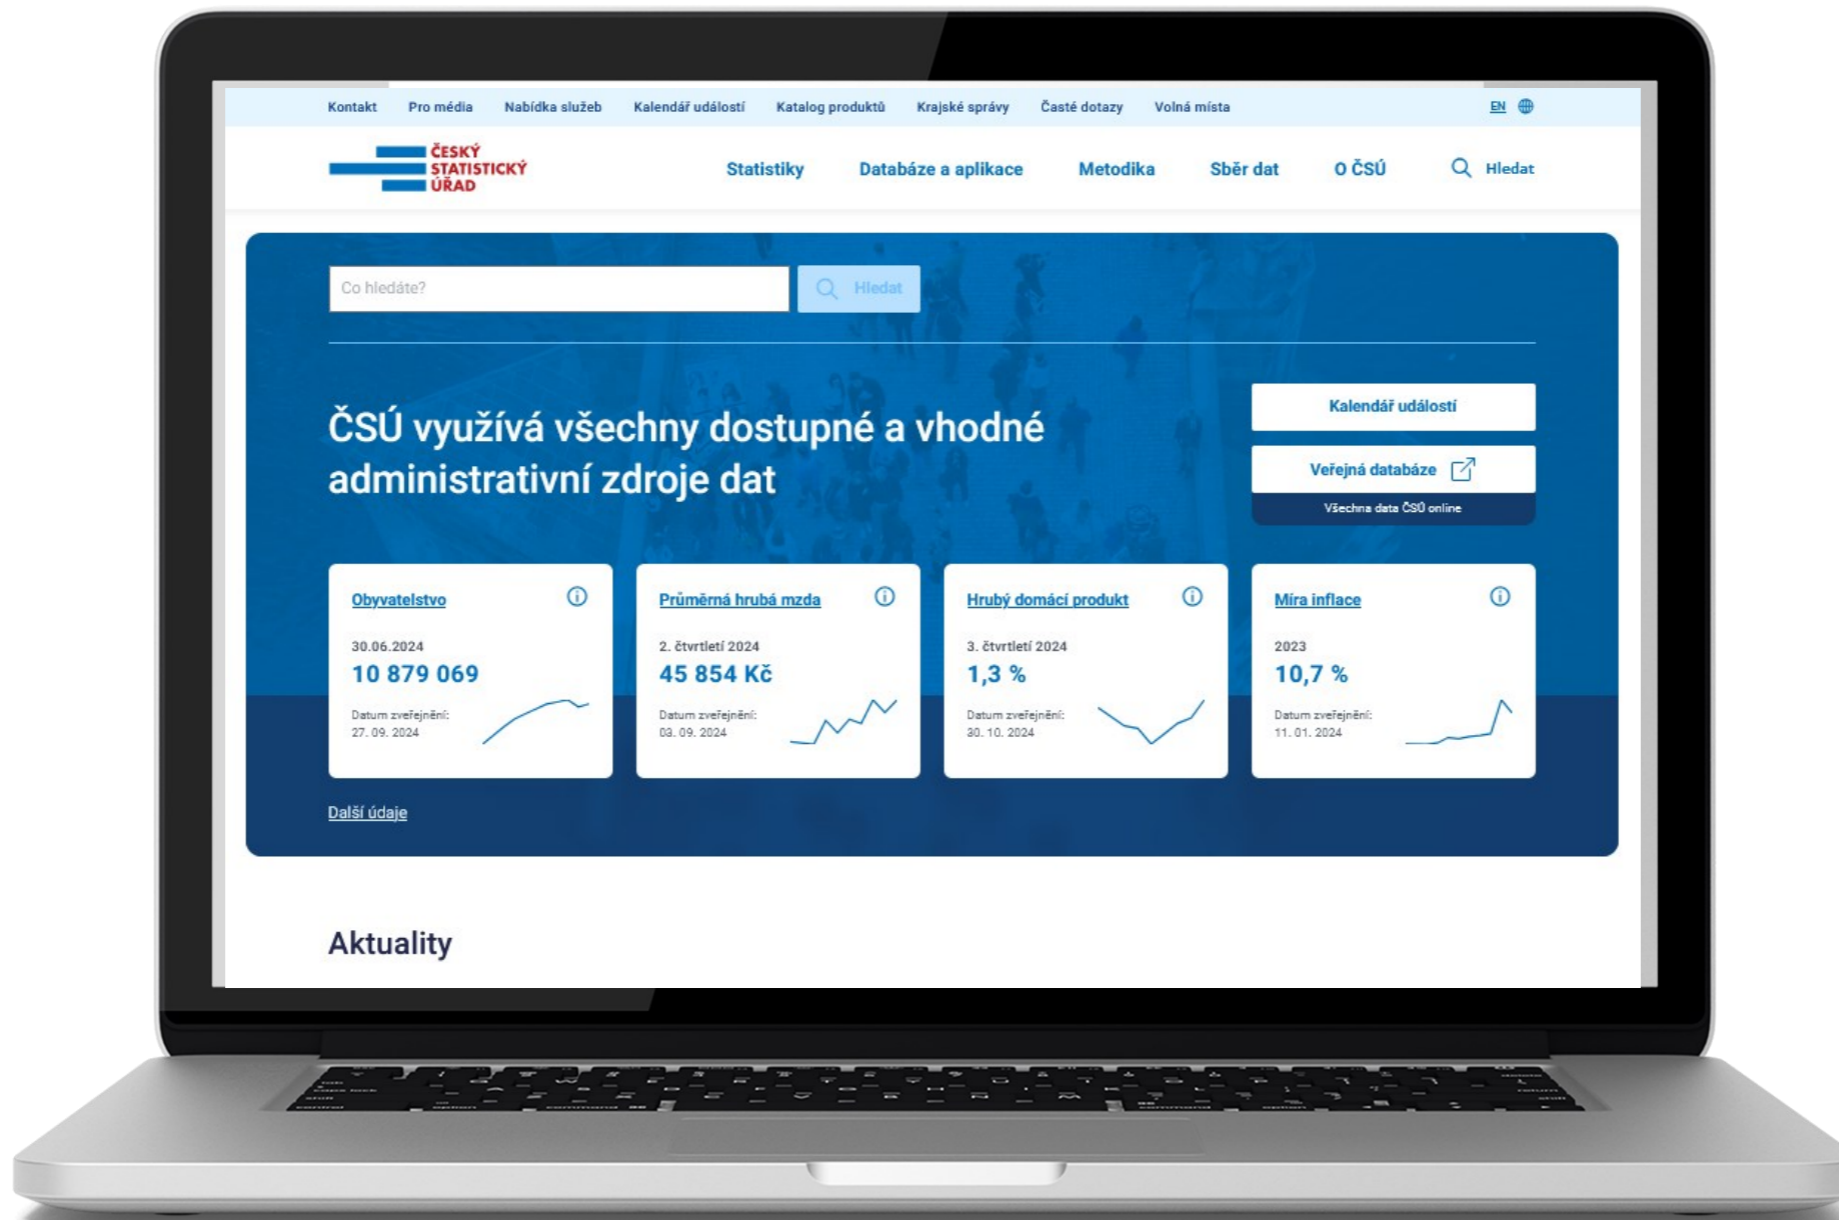 Kontakt Pro média Nabídka služeb Kalendář událostí Katalog produktů Krajské správy Časté dotazy Volná místa EN
ČESKÝ
STATISTICKÝ
ÚŘAD
Statistiky Databáze a aplikace Metodika Sběr dat O ČSÚ Hledat
Co hledáte? Hledat
ČSÚ využívá všechny dostupné a vhodné
administrativní zdroje dat
Kalendář událostí
Veřejná databáze
Všechna data ČSÚ online
Obyvatelstvo
30.06.2024
10 879 069
Datum zveřejnění:
27. 09. 2024
Průměrná hrubá mzda
2. čtvrtletí 2024
45 854 Kč
Datum zveřejnění:
03. 09. 2024
Hrubý domácí produkt
3. čtvrtletí 2024
1,3 %
Datum zveřejnění:
30. 10. 2024
Míra inflace
2023
10,7 %
Datum zveřejnění:
11. 01. 2024
Další údaje
Aktuality